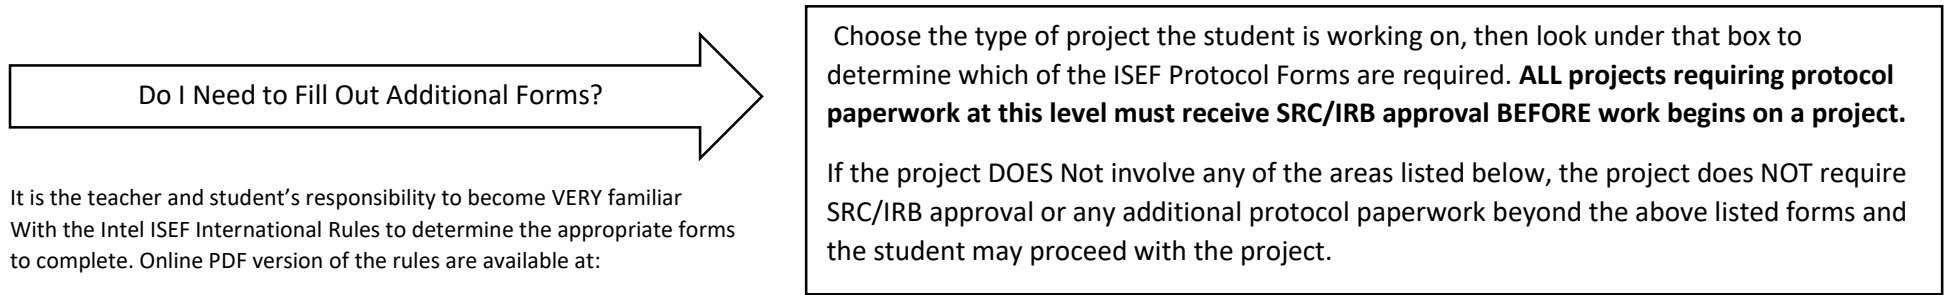 Do I Need to Fill Out Additional Forms?
It is the teacher and student’s responsibility to become VERY familiar
With the Intel ISEF International Rules to determine the appropriate forms
to complete. Online PDF version of the rules are available at:
Choose the type of project the student is working on, then look under that box to
determine which of the ISEF Protocol Forms are required. ALL projects requiring protocol
paperwork at this level must receive SRC/IRB approval BEFORE work begins on a project.
If the project DOES Not involve any of the areas listed below, the project does NOT require
SRC/IRB approval or any additional protocol paperwork beyond the above listed forms and
the student may proceed with the project.